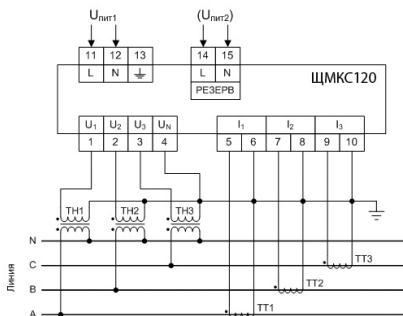 Uпит1 (Uпит2)
11 12 13 14 15
L N L N
РЕЗЕРВ
ЩМКС120
U1 U2 U3 UN I1 I2 I3
1 2 3 4 5 6 7 8 9 10
ТН1 ТН2 ТН3
N
C
ТТ3
B
ТТ2
A
ТТ1
Линия